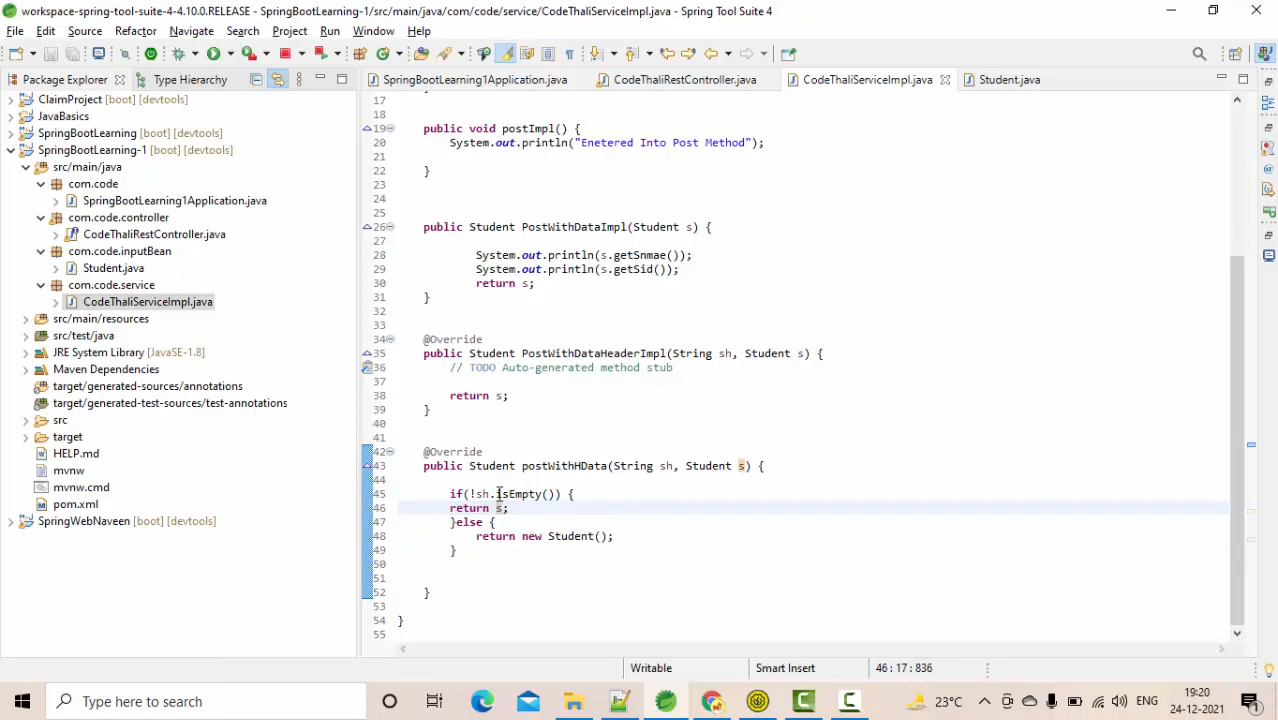 workspace-spring-tool-suite-4-4.10.0.RELEASE - SpringBootLearning-1/src/main/java/com/code/service/CodeThaliServiceImpl.java - Spring Tool Suite 4
File Edit Source Refactor Navigate Search Project Run Window Help
Package Explorer Type Hierarchy
SpringBootLearning1Application.java CodeThaliRestController.java CodeThaliServiceImpl.java Student.java
ClaimProject [boot] [devtools]
JavaBasics
SpringBootLearning [boot] [devtools]
SpringBootLearning-1 [boot] [devtools]
src/main/java
com.code
SpringBootLearning1Application.java
com.code.controller
CodeThaliRestController.java
com.code.inputBean
Student.java
com.code.service
CodeThaliServiceImpl.java
src/main/resources
src/test/java
JRE System Library [JavaSE-1.8]
Maven Dependencies
target/generated-sources/annotations
target/generated-test-sources/test-annotations
src
target
HELP.md
mvnw
mvnw.cmd
pom.xml
SpringWebNaveen [boot] [devtools]
17
18
19 public void postImpl() {
20 System.out.println("Enetered Into Post Method");
21
22 }
23
24
25
26 public Student PostWithDataImpl(Student s) {
27
28 System.out.println(s.getSnmae());
29 System.out.println(s.getSid());
30 return s;
31 }
32
33
34 @Override
35 public Student PostWithDataHeaderImpl(String sh, Student s) {
36 // TODO Auto-generated method stub
37
38 return s;
39 }
40
41
42 @Override
43 public Student postWithHData(String sh, Student s) {
44
45 if(!sh.isEmpty()) {
46 return s;
47 }else {
48 return new Student();
49 }
50
51
52 }
53
54 }
55
Writable Smart Insert 46 : 17 : 836
Type here to search
23°C ENG 19:20
24-12-2021